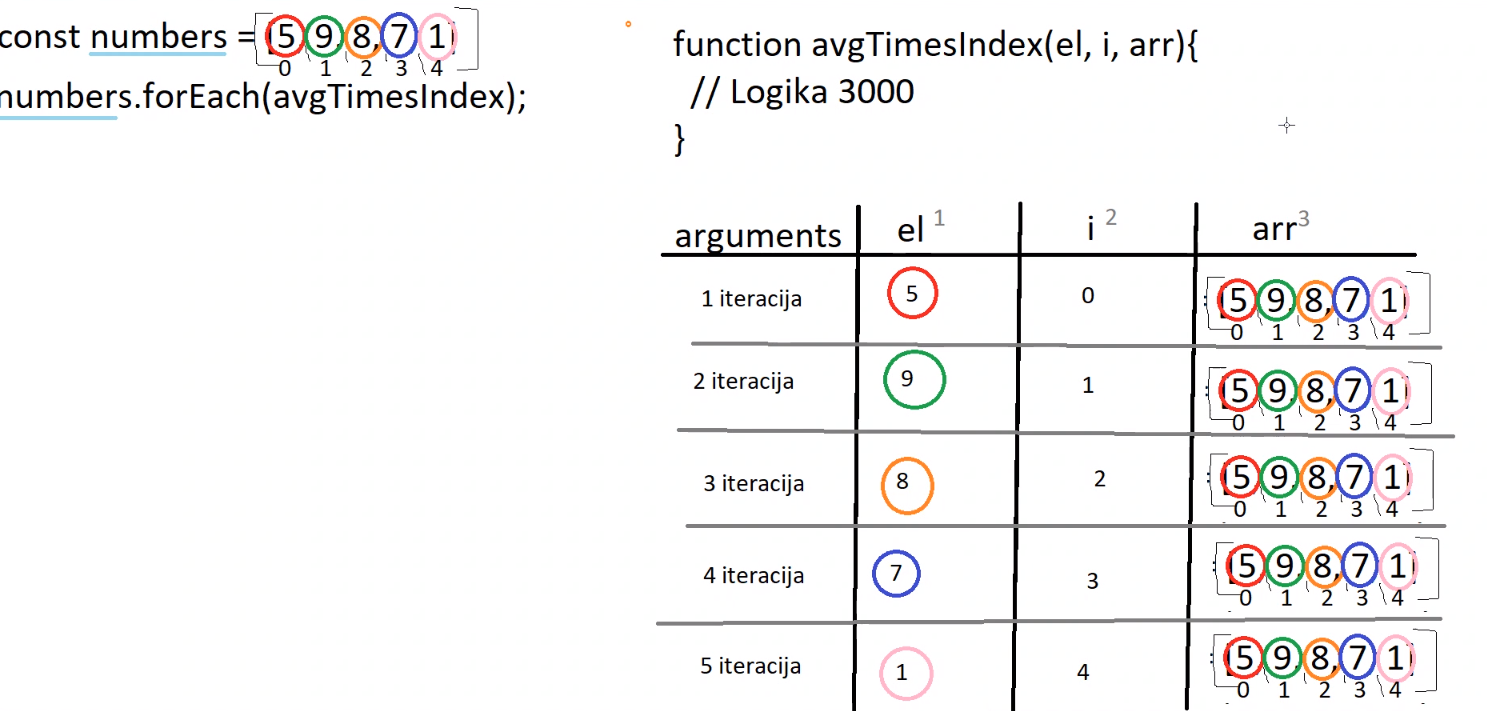 const numbers = [5, 9, 8, 7, 1]
0 1 2 3 4
numbers.forEach(avgTimesIndex);
function avgTimesIndex(el, i, arr){
// Logika 3000
}
arguments el 1 i 2 arr3
1 iteracija 5 0 [5, 9, 8, 7, 1]
0 1 2 3 4
2 iteracija 9 1 [5, 9, 8, 7, 1]
0 1 2 3 4
3 iteracija 8 2 [5, 9, 8, 7, 1]
0 1 2 3 4
4 iteracija 7 3 [5, 9, 8, 7, 1]
0 1 2 3 4
5 iteracija 1 4 [5, 9, 8, 7, 1]
0 1 2 3 4